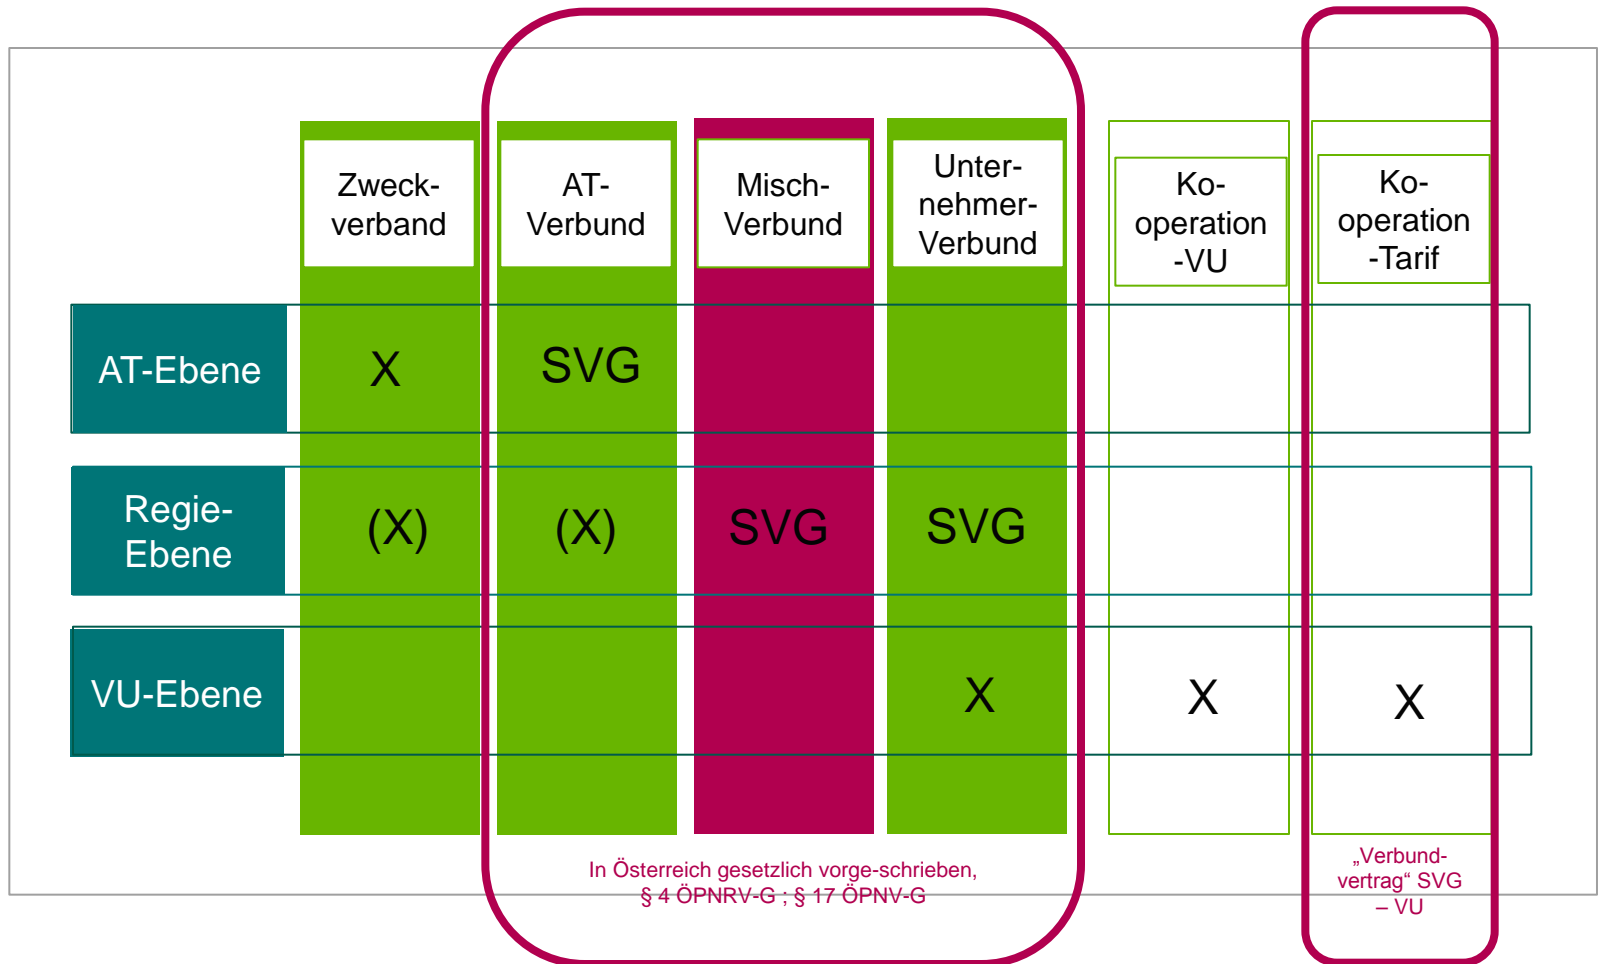 Zweck-
verband
AT-
Verbund
Misch-
Verbund
Unter-
nehmer-
Verbund
Ko-
operation
-VU
Ko-
operation
-Tarif
AT-Ebene
X
SVG
Regie-
Ebene
(X)
(X)
SVG
SVG
VU-Ebene
X
X
X
In Österreich gesetzlich vorge-schrieben,
§ 4 ÖPNRV-G ; § 17 ÖPNV-G
„Verbund-
vertrag“ SVG
– VU